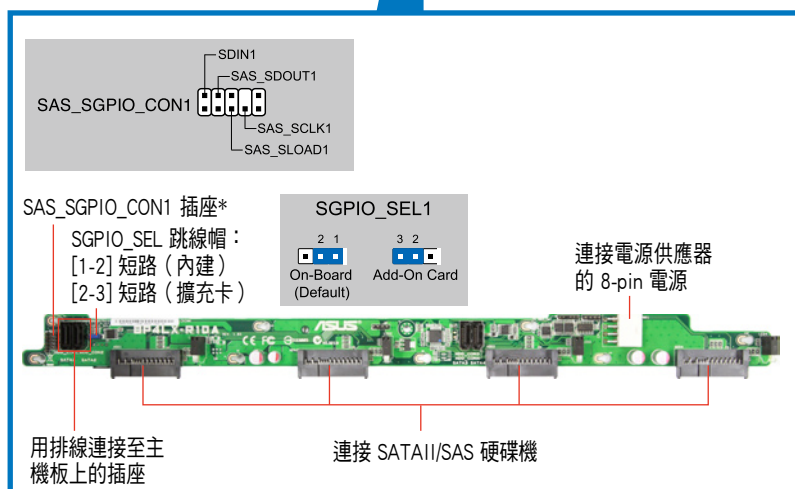 SDIN1
SAS_SDOUT1
SAS_SGPIO_CON1
SAS_SCLK1
SAS_SLOAD1
SAS_SGPIO_CON1 插座*
SGPIO_SEL 跳線帽：
[1-2] 短路（內建）
[2-3] 短路（擴充卡）
SGPIO_SEL1
2 1
3 2
On-Board
(Default)
Add-On Card
連接電源供應器
的 8-pin 電源
BP4LX-R10A
ASUS
CE FC
用排線連接至主
機板上的插座
連接 SATAII/SAS 硬碟機